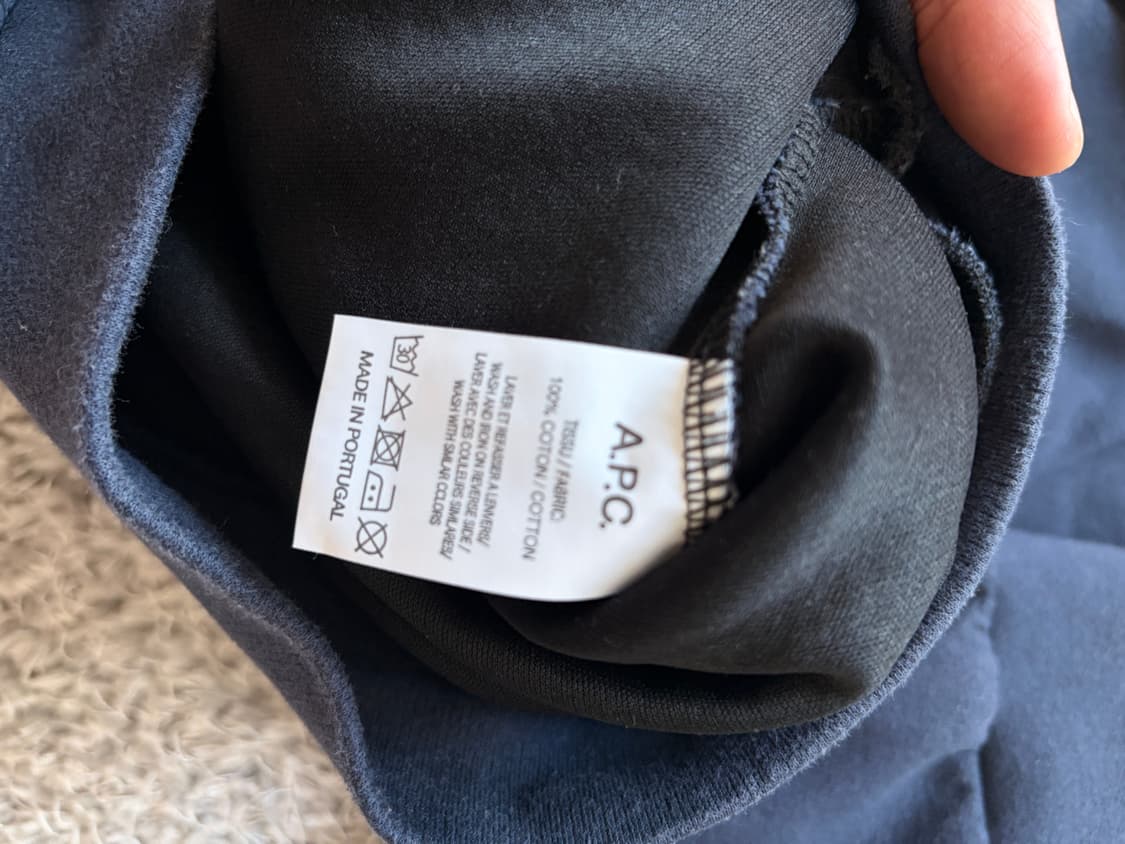 A.P.C.
TISSU / FABRIC
100% COTON / COTTON
LAVER ET REPASSER A L'ENVERS/
WASH AND IRON ON REVERSE SIDE /
LAVER AVEC DES COULEURS SIMILAIRES/
WASH WITH SIMILAR COLORS
30
MADE IN PORTUGAL